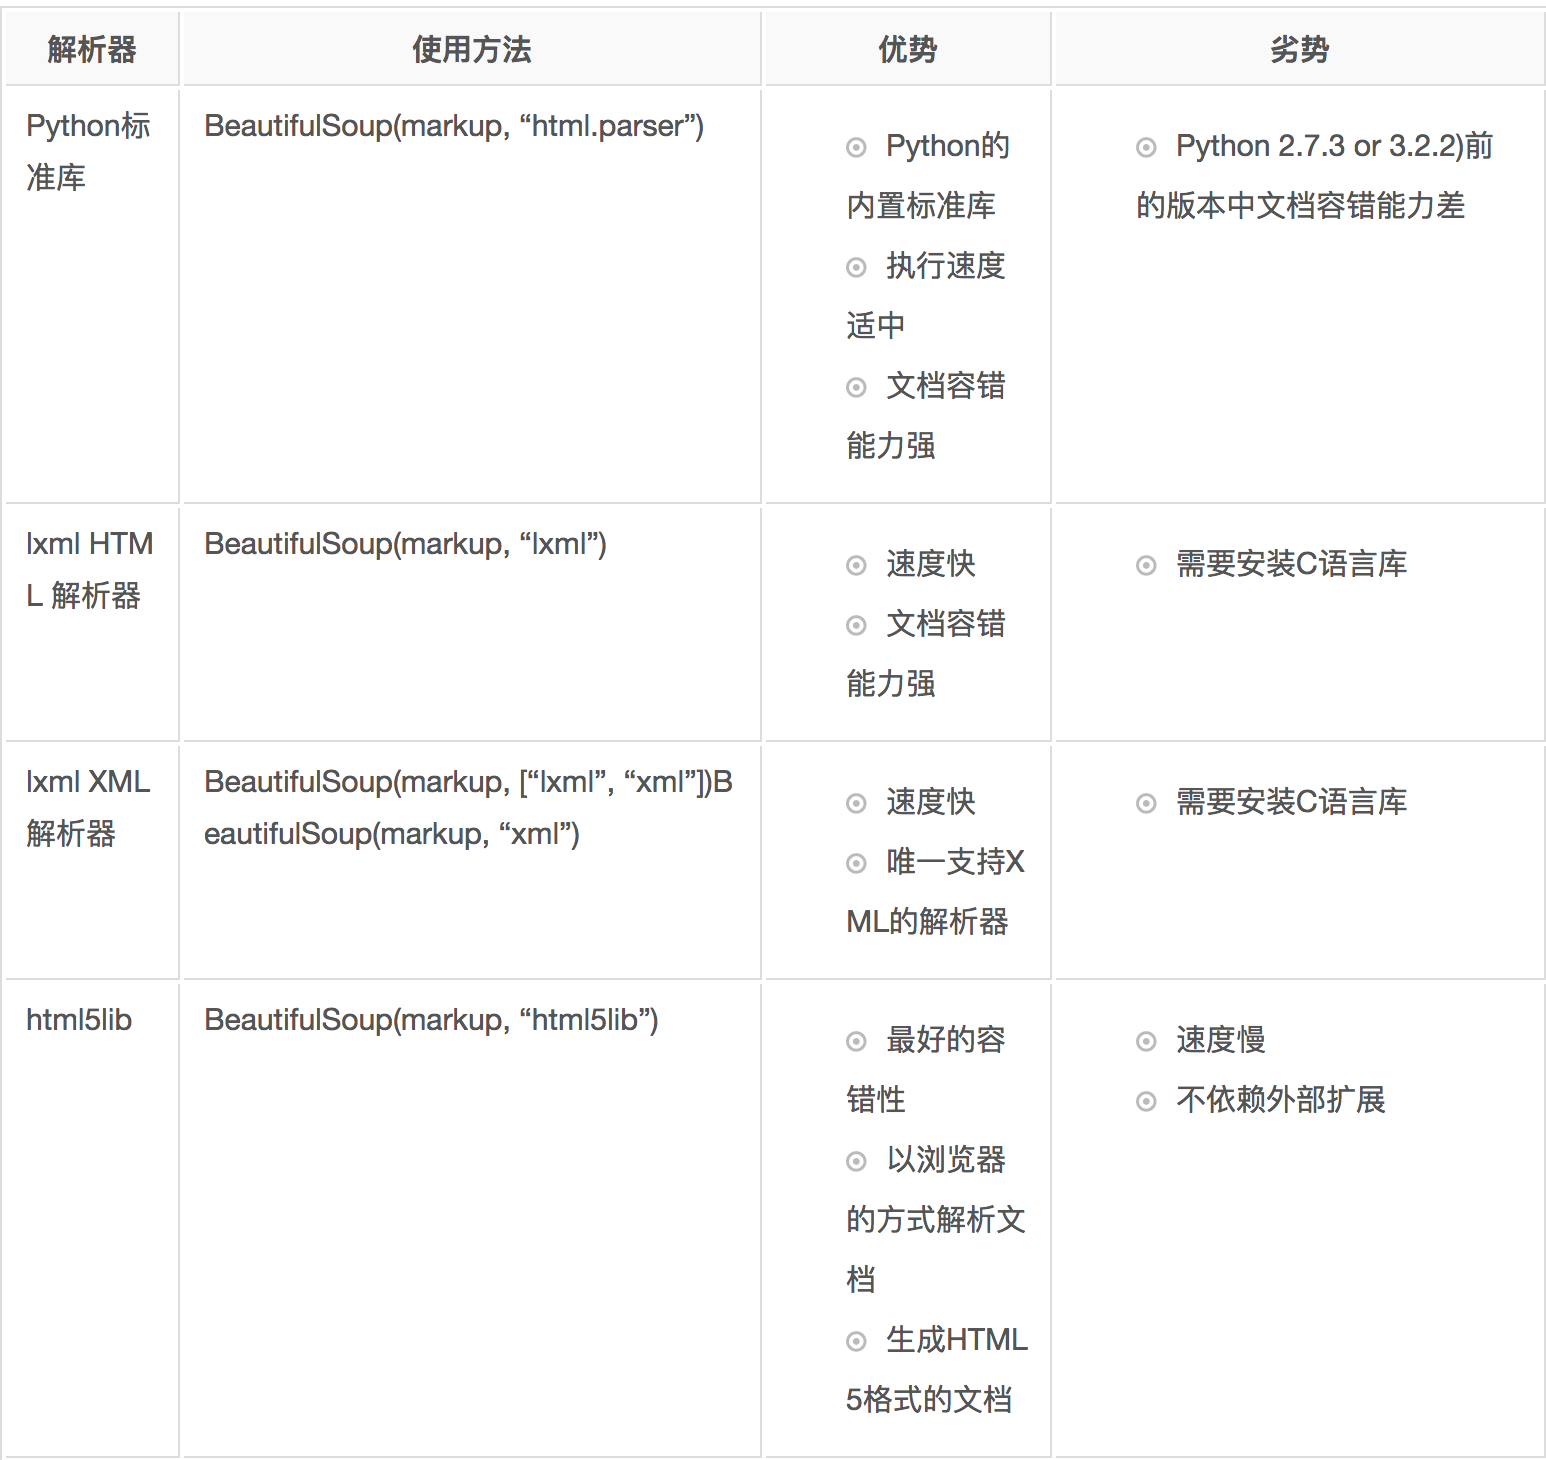 解析器
使用方法
优势
劣势
Python标
准库
BeautifulSoup(markup, “html.parser”)
Python的
内置标准库
执行速度
适中
文档容错
能力强
Python 2.7.3 or 3.2.2)前
的版本中文档容错能力差
lxml HTM
L 解析器
BeautifulSoup(markup, “lxml”)
速度快
文档容错
能力强
需要安装C语言库
lxml XML
解析器
BeautifulSoup(markup, [“lxml”, “xml”])B
eautifulSoup(markup, “xml”)
速度快
唯一支持X
ML的解析器
需要安装C语言库
html5lib
BeautifulSoup(markup, “html5lib”)
最好的容
错性
以浏览器
的方式解析文
档
生成HTML
5格式的文档
速度慢
不依赖外部扩展